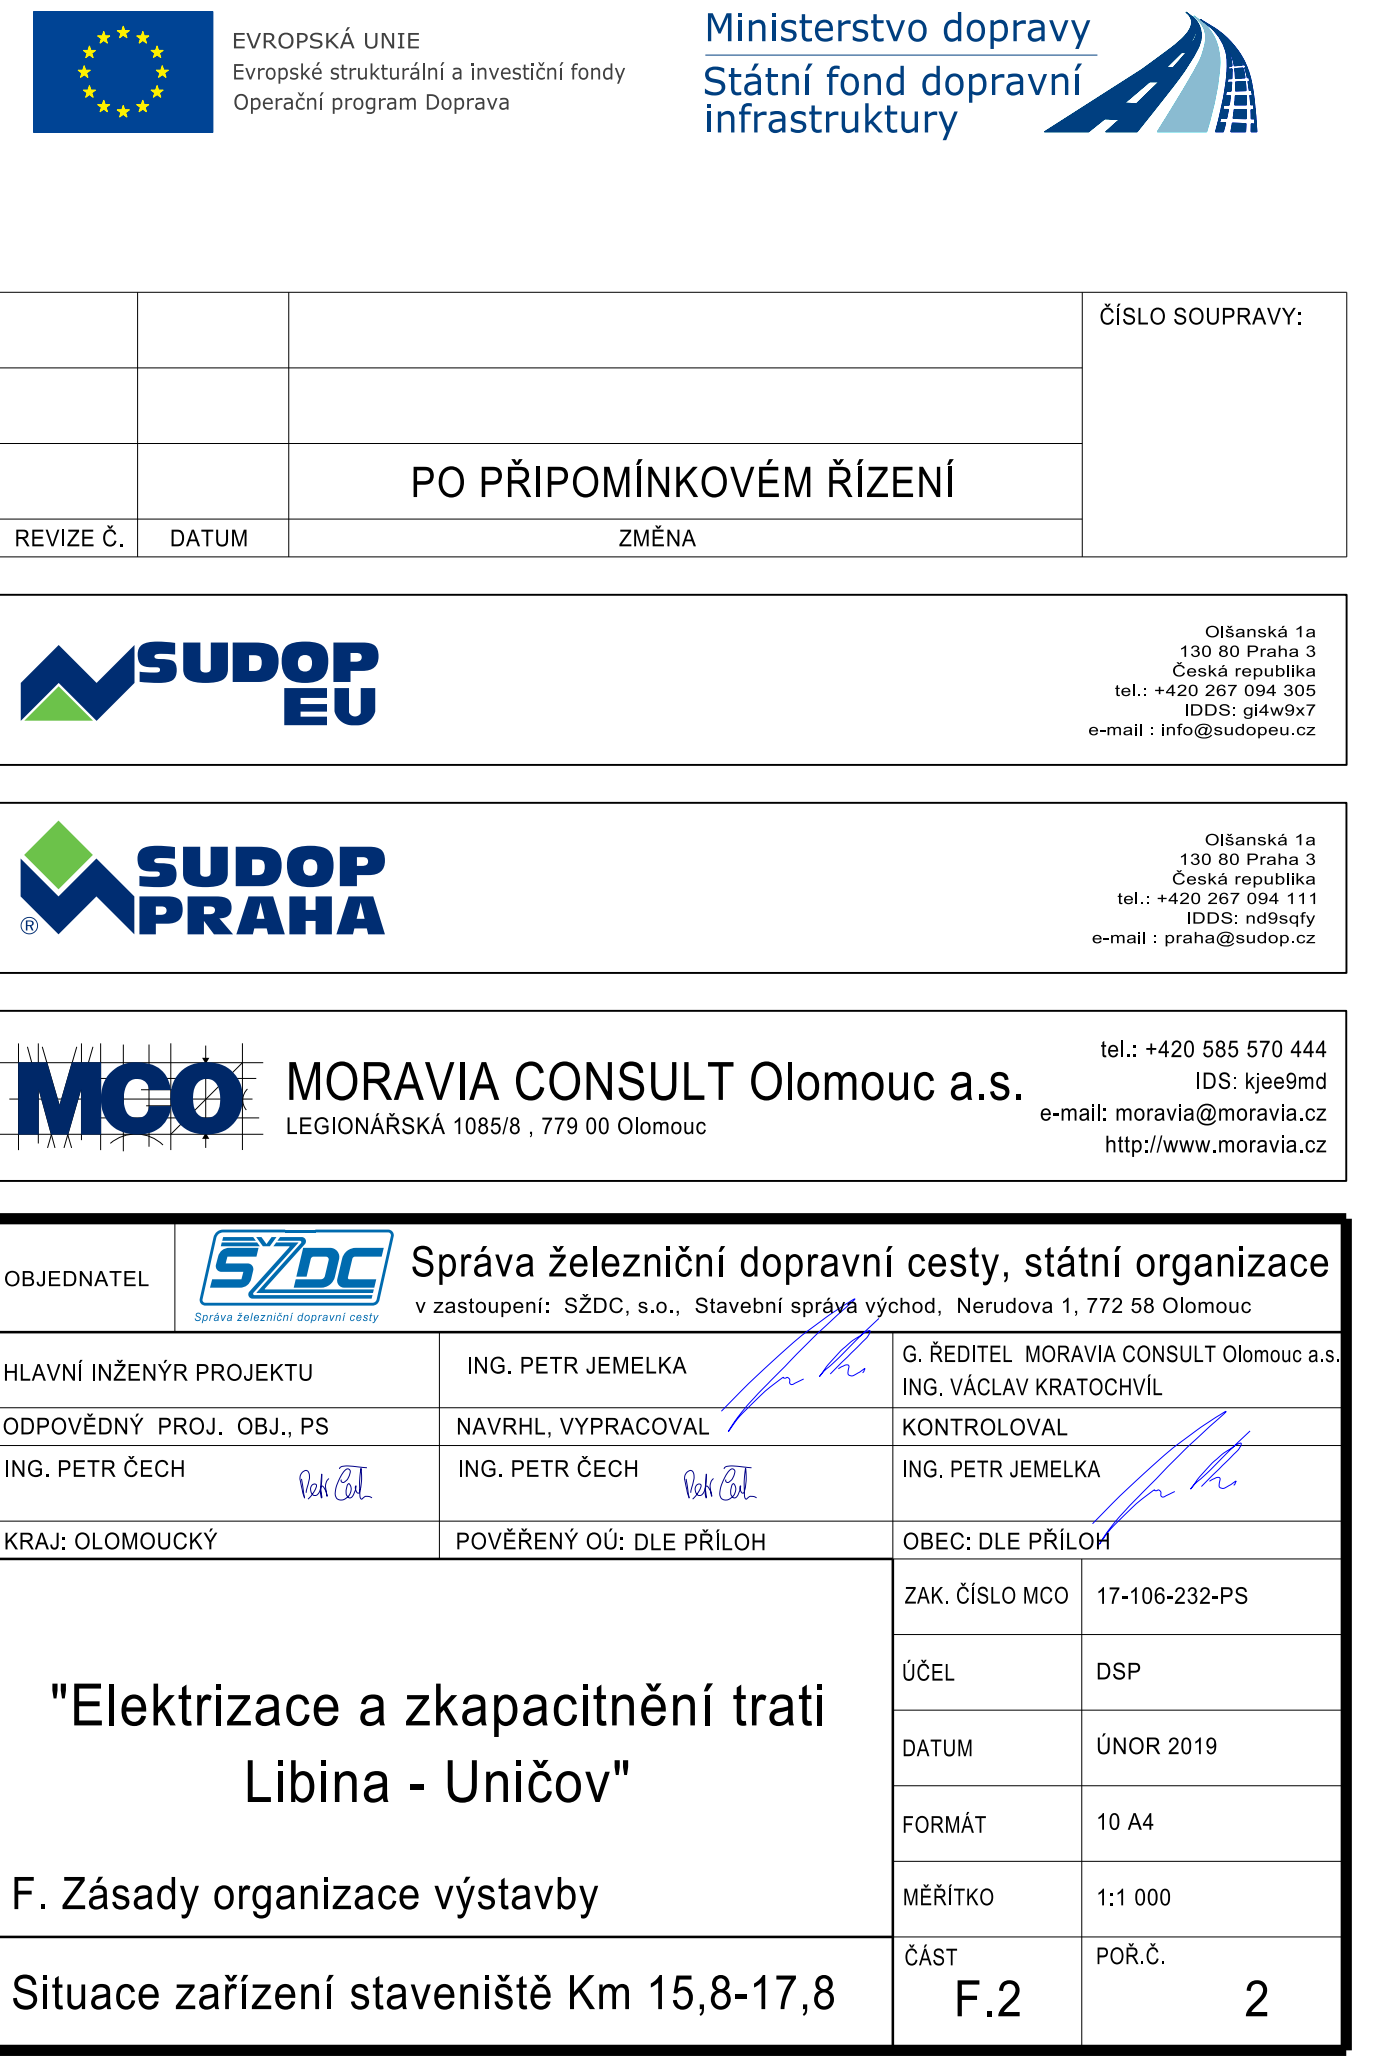 EVROPSKÁ UNIE
Evropské strukturální a investiční fondy
Operační program Doprava
Ministerstvo dopravy
Státní fond dopravní
infrastruktury
ČÍSLO SOUPRAVY:
PO PŘIPOMÍNKOVÉM ŘÍZENÍ
REVIZE Č. DATUM ZMĚNA
SUDOP
EU
Olšanská 1a
130 80 Praha 3
Česká republika
tel.: +420 267 094 305
IDDS: gi4w9x7
e-mail : info@sudopeu.cz
SUDOP
PRAHA
®
Olšanská 1a
130 80 Praha 3
Česká republika
tel.: +420 267 094 111
IDDS: nd9sqfy
e-mail : praha@sudop.cz
MCO
MORAVIA CONSULT Olomouc a.s.
LEGIONÁŘSKÁ 1085/8 , 779 00 Olomouc
tel.: +420 585 570 444
IDS: kjee9md
e-mail: moravia@moravia.cz
http://www.moravia.cz
OBJEDNATEL
SŽDC
Správa železniční dopravní cesty
Správa železniční dopravní cesty, státní organizace
v zastoupení: SŽDC, s.o., Stavební správa východ, Nerudova 1, 772 58 Olomouc
HLAVNÍ INŽENÝR PROJEKTU
ING. PETR JEMELKA
G. ŘEDITEL MORAVIA CONSULT Olomouc a.s.
ING. VÁCLAV KRATOCHVÍL
ODPOVĚDNÝ PROJ. OBJ., PS
NAVRHL, VYPRACOVAL
KONTROLOVAL
ING. PETR ČECH
Petr Čech
ING. PETR ČECH
Petr Čech
ING. PETR JEMELKA
KRAJ: OLOMOUCKÝ
POVĚŘENÝ OÚ: DLE PŘÍLOH
OBEC: DLE PŘÍLOH
"Elektrizace a zkapacitnění trati
Libina - Uničov"
F. Zásady organizace výstavby
Situace zařízení staveniště Km 15,8-17,8
ZAK. ČÍSLO MCO 17-106-232-PS
ÚČEL DSP
DATUM ÚNOR 2019
FORMÁT 10 A4
MĚŘÍTKO 1:1 000
ČÁST POŘ.Č.
F.2 2